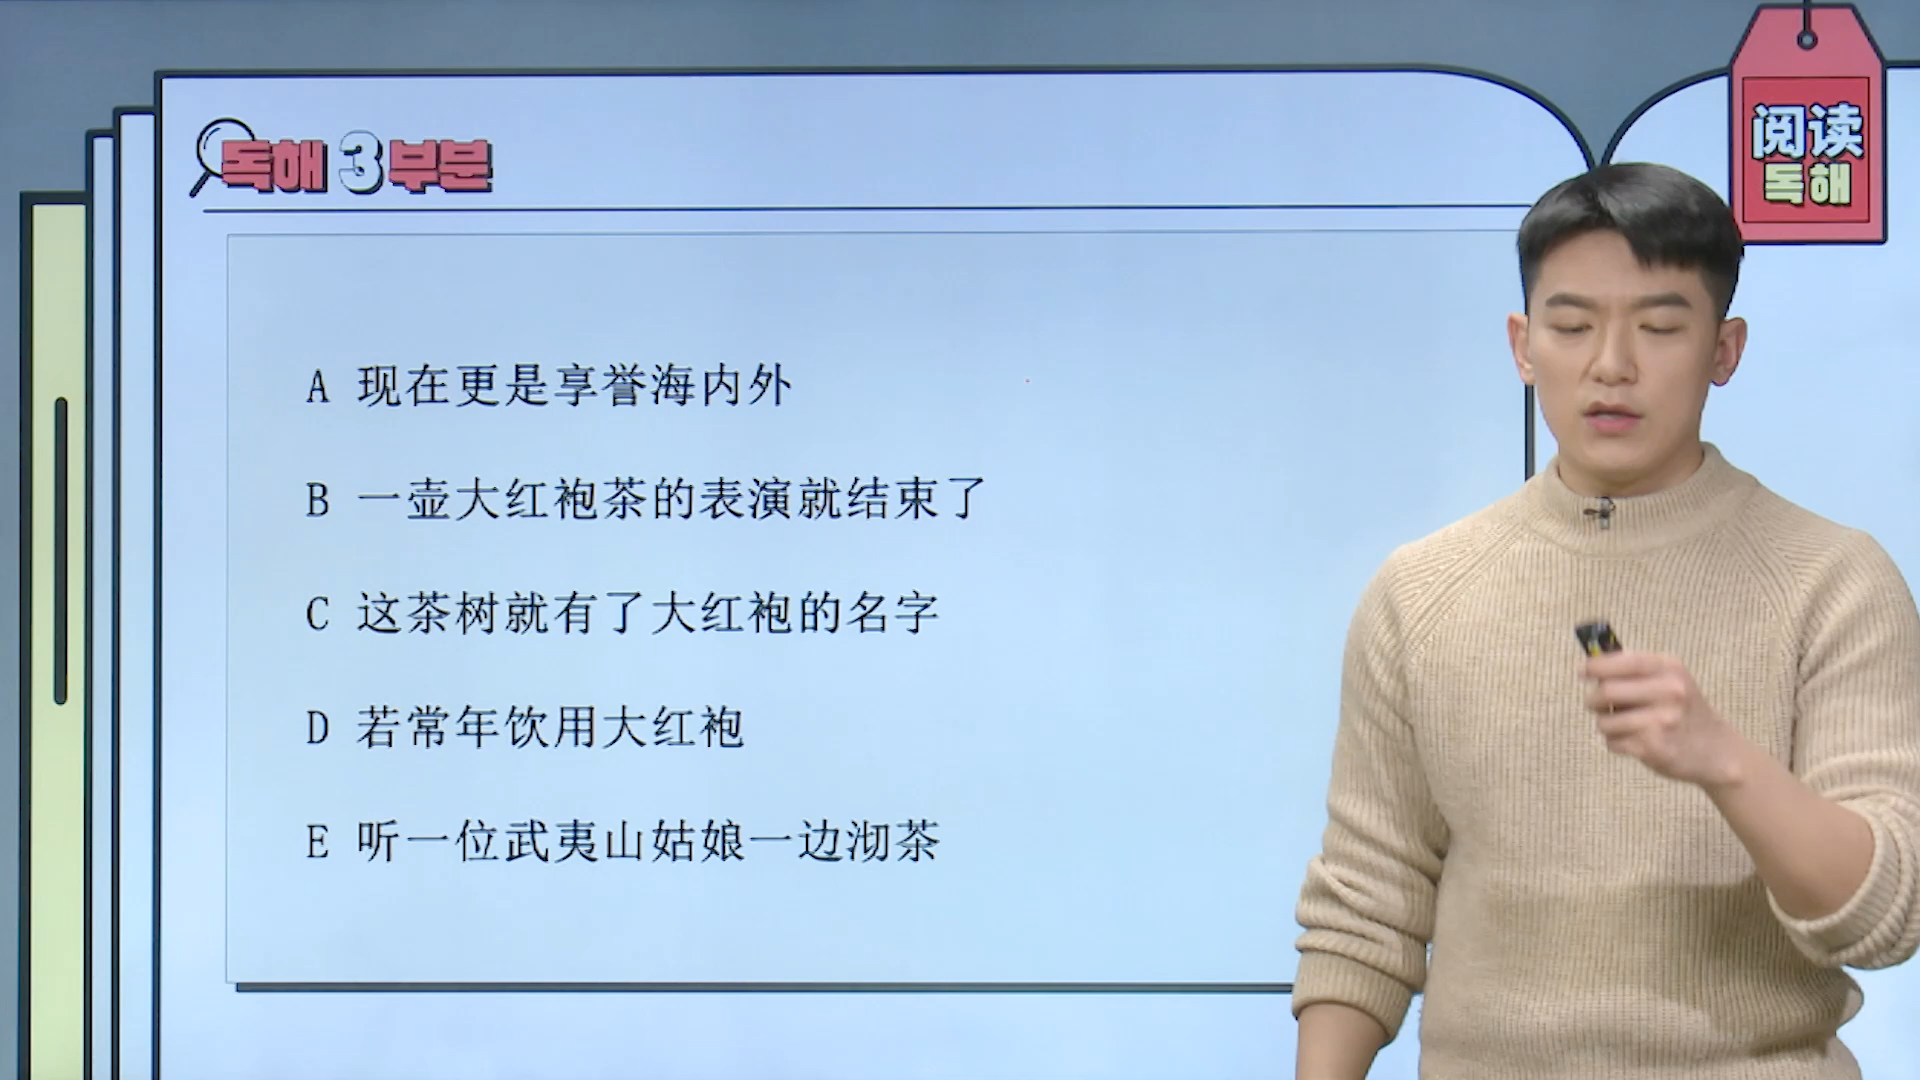 독해 3 부분
阅读
독해
A 现在更是享誉海内外
B 一壶大红袍茶的表演就结束了
C 这茶树就有了大红袍的名字
D 若常年饮用大红袍
E 听一位武夷山姑娘一边沏茶